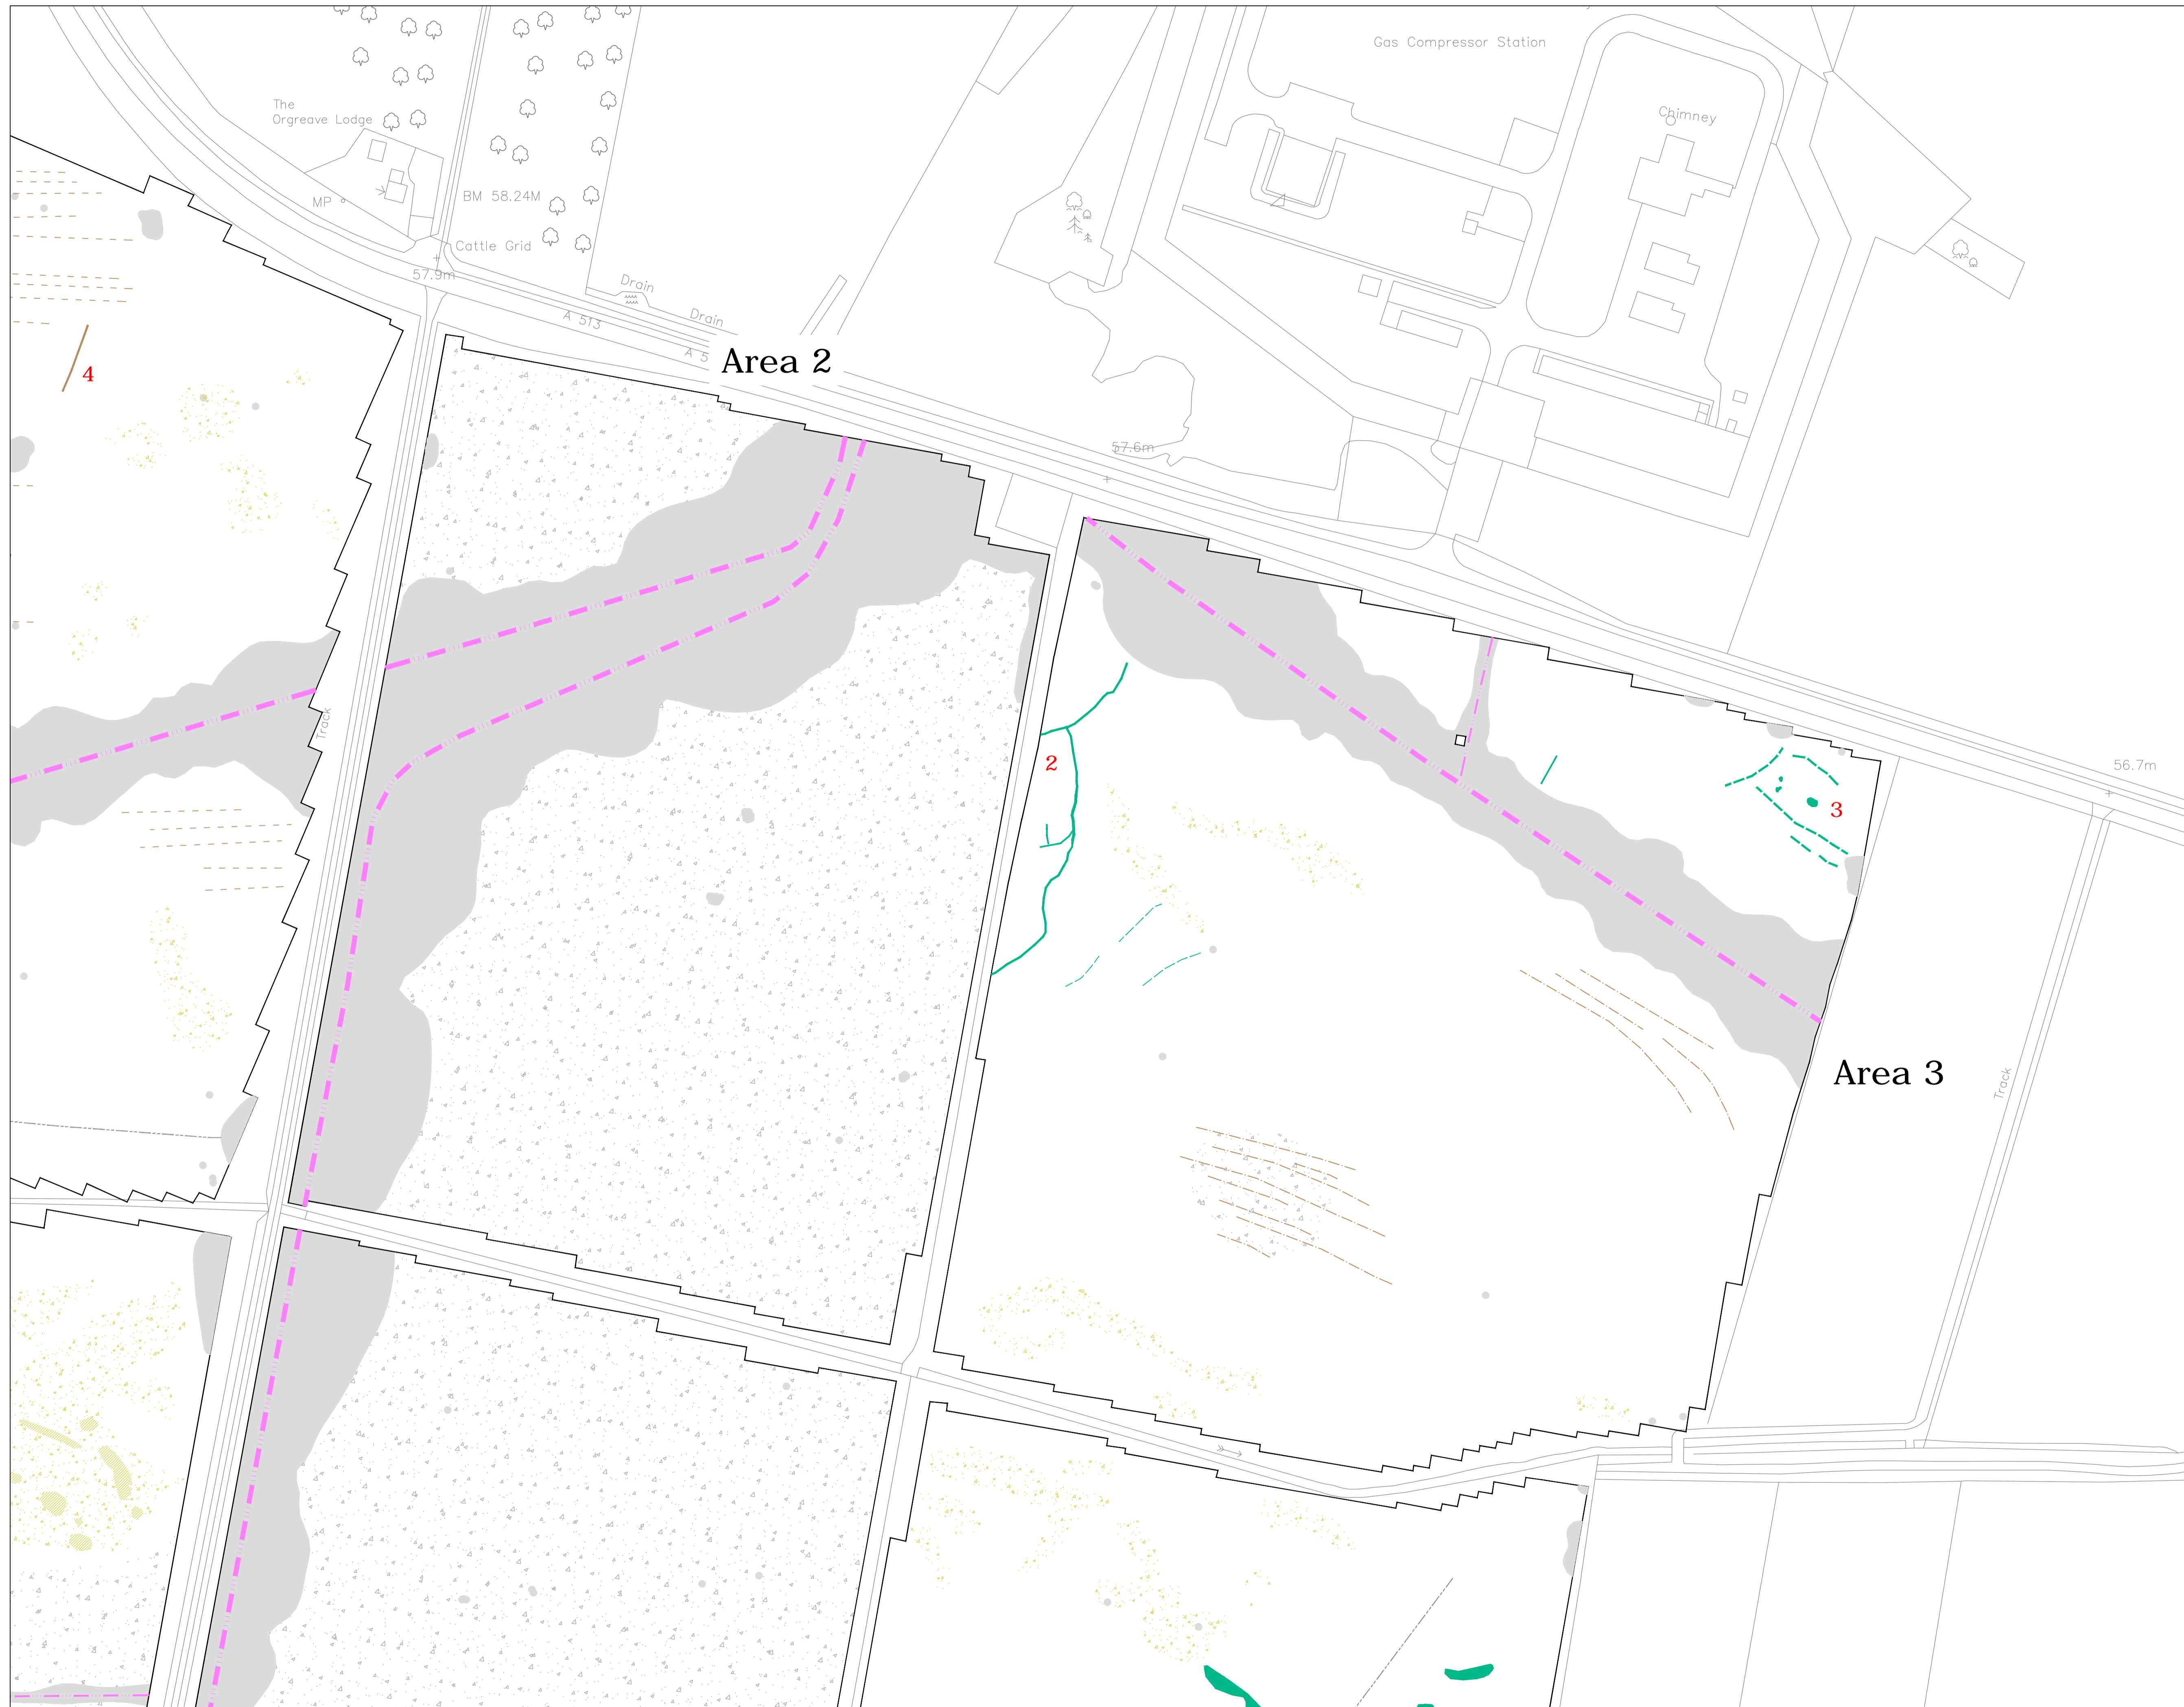 Gas Compressor Station
The
Orgreave Lodge
Chimney
MP
BM 58.24M
Cattle Grid
57.9m
Drain
Drain
A 513
A 5
Area 2
4
57.6m
Track
2
56.7m
3
Area 3
Track